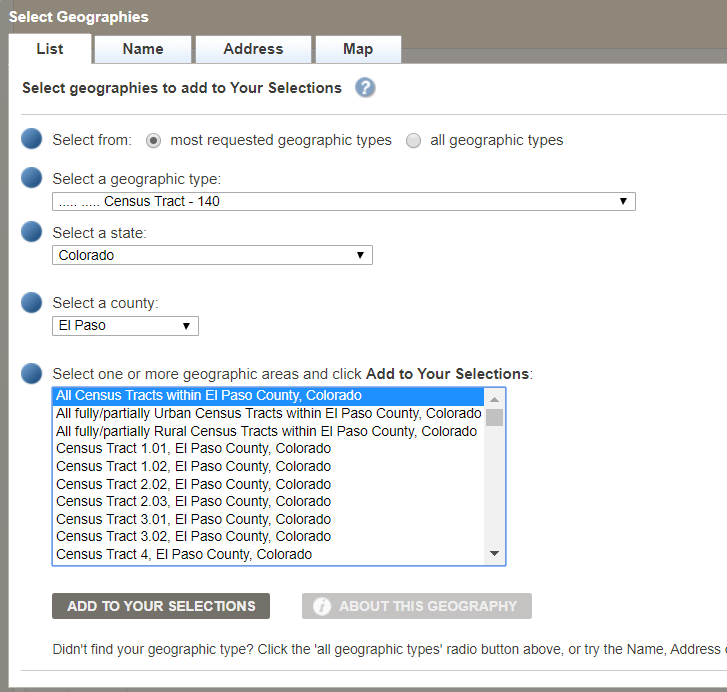 Select Geographies
List Name Address Map
Select geographies to add to Your Selections ?
Select from: most requested geographic types all geographic types
Select a geographic type:
..... ..... Census Tract - 140
Select a state:
Colorado
Select a county:
El Paso
Select one or more geographic areas and click Add to Your Selections:
All Census Tracts within El Paso County, Colorado
All fully/partially Urban Census Tracts within El Paso County, Colorado
All fully/partially Rural Census Tracts within El Paso County, Colorado
Census Tract 1.01, El Paso County, Colorado
Census Tract 1.02, El Paso County, Colorado
Census Tract 2.02, El Paso County, Colorado
Census Tract 2.03, El Paso County, Colorado
Census Tract 3.01, El Paso County, Colorado
Census Tract 3.02, El Paso County, Colorado
Census Tract 4, El Paso County, Colorado
ADD TO YOUR SELECTIONS i ABOUT THIS GEOGRAPHY
Didn't find your geographic type? Click the 'all geographic types' radio button above, or try the Name, Address